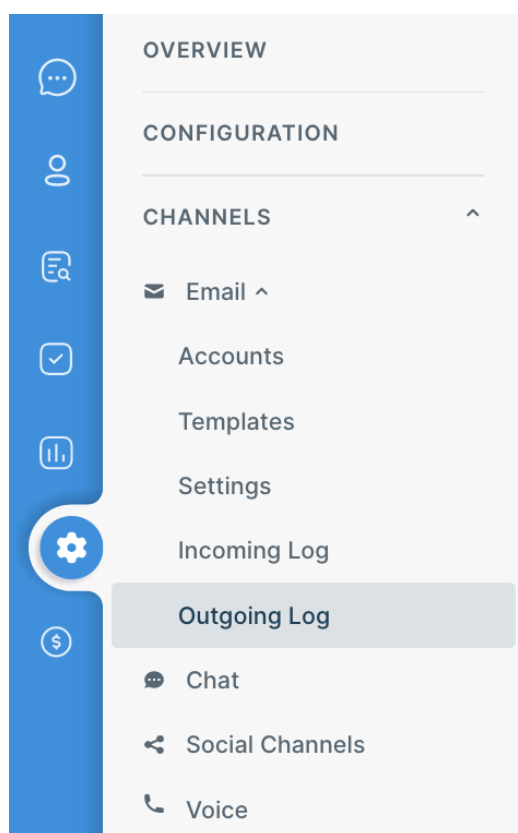 OVERVIEW
CONFIGURATION
CHANNELS
Email
Accounts
Templates
Settings
Incoming Log
Outgoing Log
Chat
Social Channels
Voice